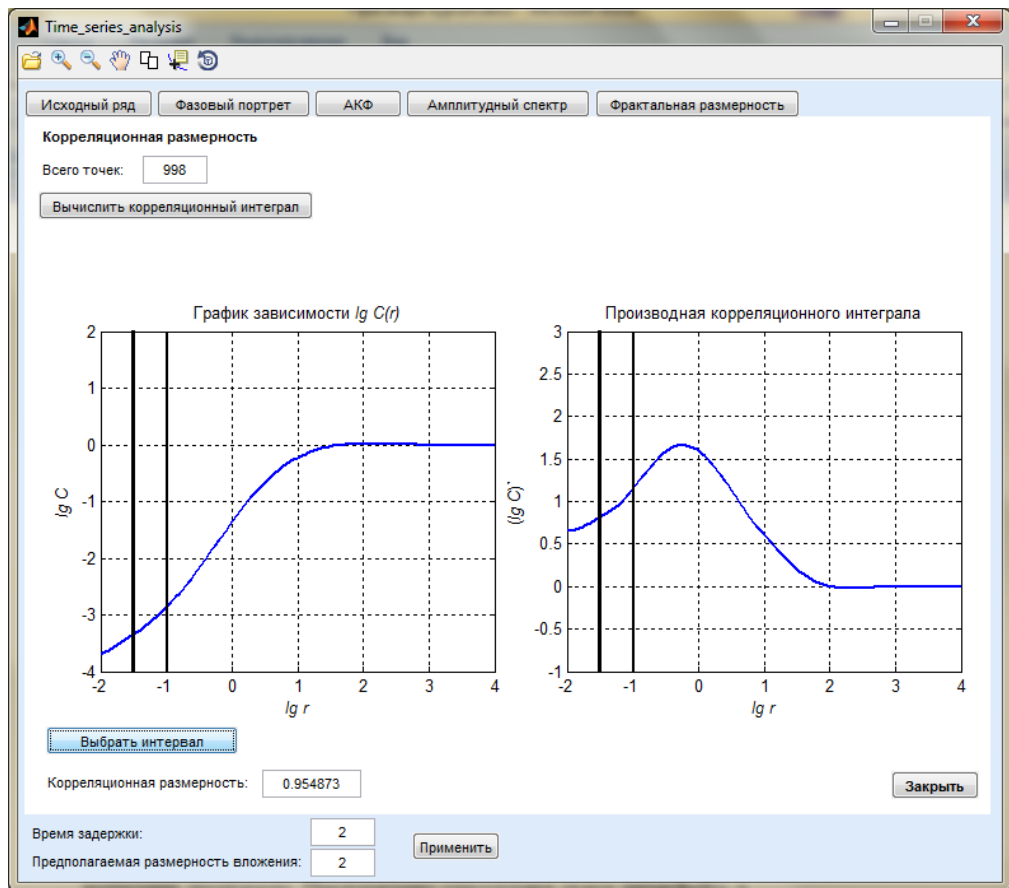 Time_series_analysis
Исходный ряд Фазовый портрет АКФ Амплитудный спектр Фрактальная размерность
Корреляционная размерность
Всего точек: 998
Вычислить корреляционный интеграл
График зависимости lg C(r)
2
1
0
-1
-2
-3
-4
lg C
-2 -1 0 1 2 3 4
lg r
Производная корреляционного интеграла
3
2.5
2
1.5
1
0.5
0
-0.5
-1
(lg C)`
-2 -1 0 1 2 3 4
lg r
Выбрать интервал
Корреляционная размерность: 0.954873
Закрыть
Время задержки: 2
Предполагаемая размерность вложения: 2
Применить